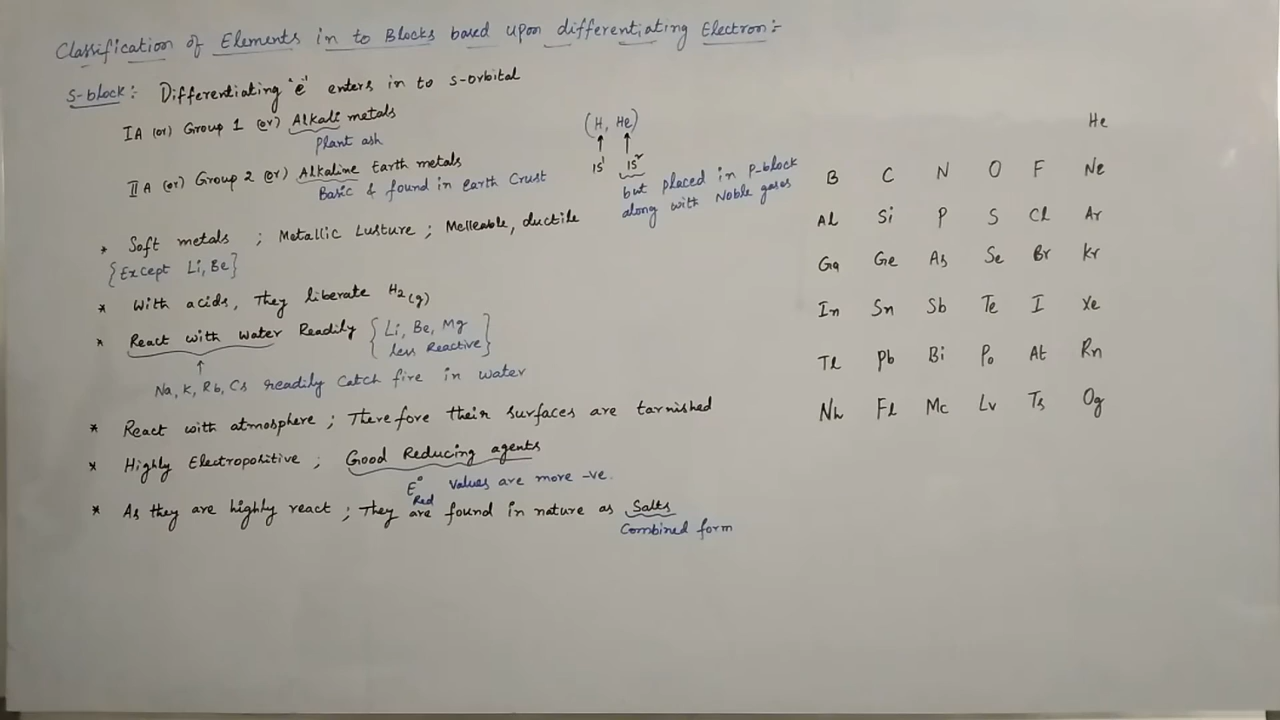 Classification of Elements in to Blocks based upon differentiating Electron:-
S-block: Differentiating 'e⁻' enters in to s-orbital
IA (or) Group 1 (or) Alkali metals
Plant ash
II A (or) Group 2 (or) Alkaline Earth metals
Basic & found in earth Crust
(H, He)
1s¹ 1s²
but placed in P-block
along with Noble gases
* Soft metals ; Metallic Lusture ; Melleable, ductile
{Except Li, Be}
* With acids, They liberate H₂(g)
* React with water Readily {Li, Be, Mg
less Reactive}
Na, K, Rb, Cs readily Catch fire in water
* React with atmosphere ; Therefore their surfaces are tarnished
* Highly Electropositive ; Good Reducing agents
E°Red Values are more -ve.
* As they are highly react ; They are found in nature as Salts
Combined form
He
B C N O F Ne
Al Si P S Cl Ar
Ga Ge As Se Br Kr
In Sn Sb Te I Xe
Tl Pb Bi Po At Rn
Nh Fl Mc Lv Ts Og